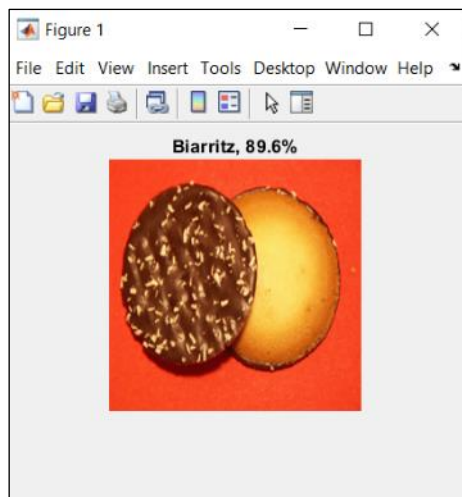 Figure 1
File Edit View Insert Tools Desktop Window Help
Biarritz, 89.6%